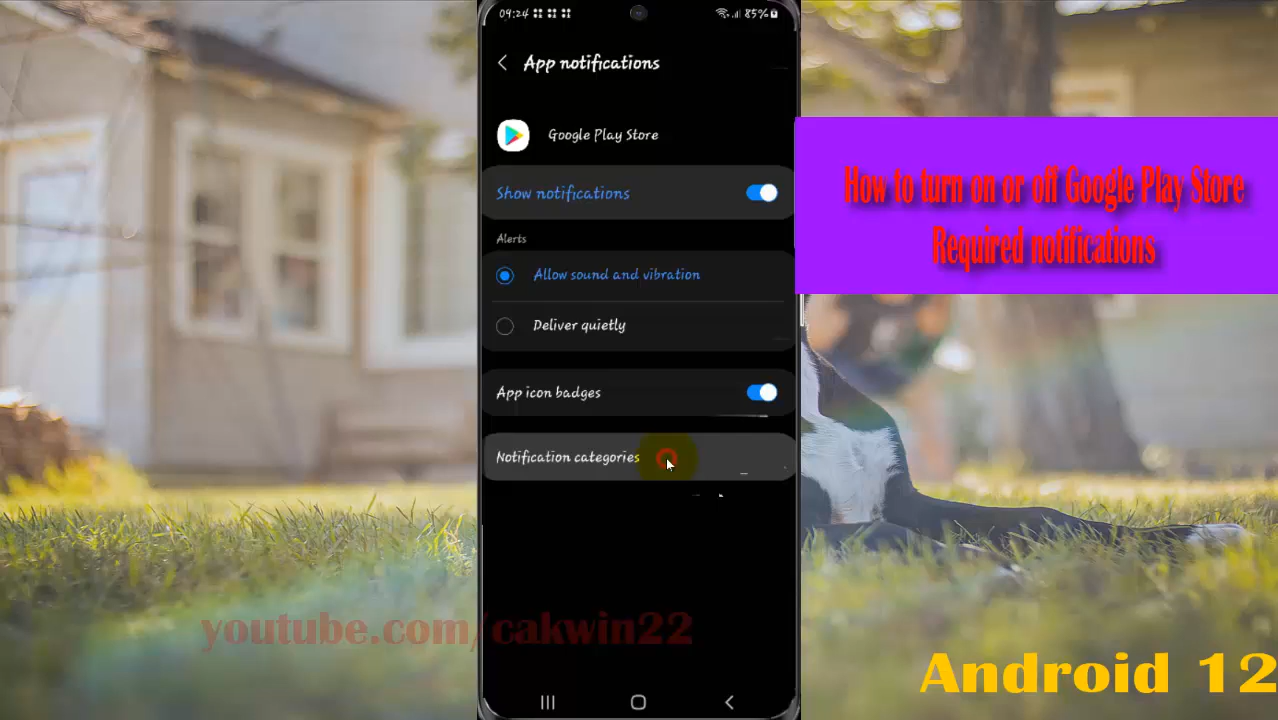 09:24
85%
App notifications
Google Play Store
Show notifications
Alerts
Allow sound and vibration
Deliver quietly
App icon badges
Notification categories
How to turn on or off Google Play Store
Required notifications
youtube.com/cakwin22
Android 12